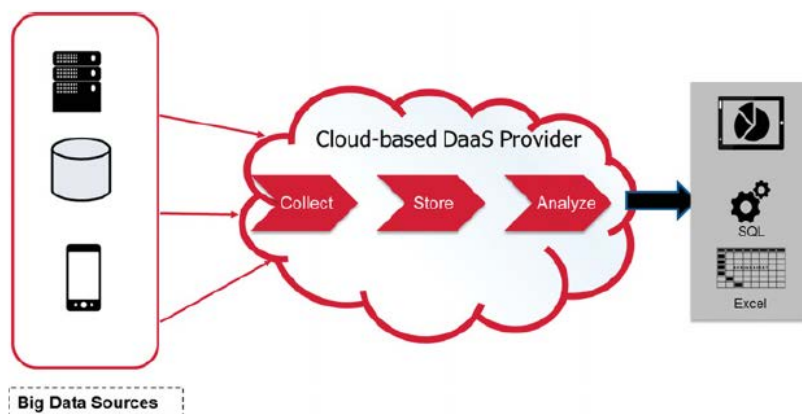 Cloud-based DaaS Provider
Collect
Store
Analyze
SQL
Excel
Big Data Sources